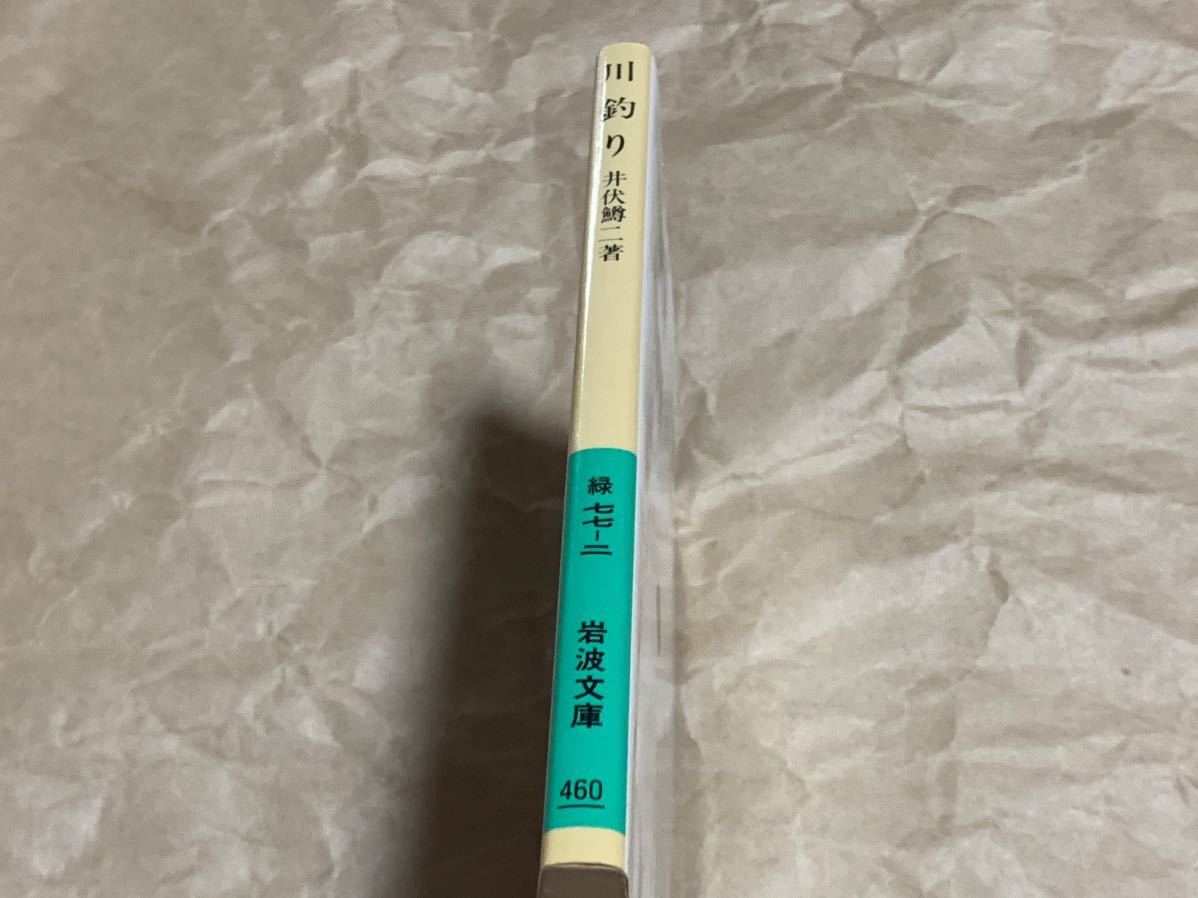 川釣り
井伏鱒二著
緑 七七-二
岩波文庫
460